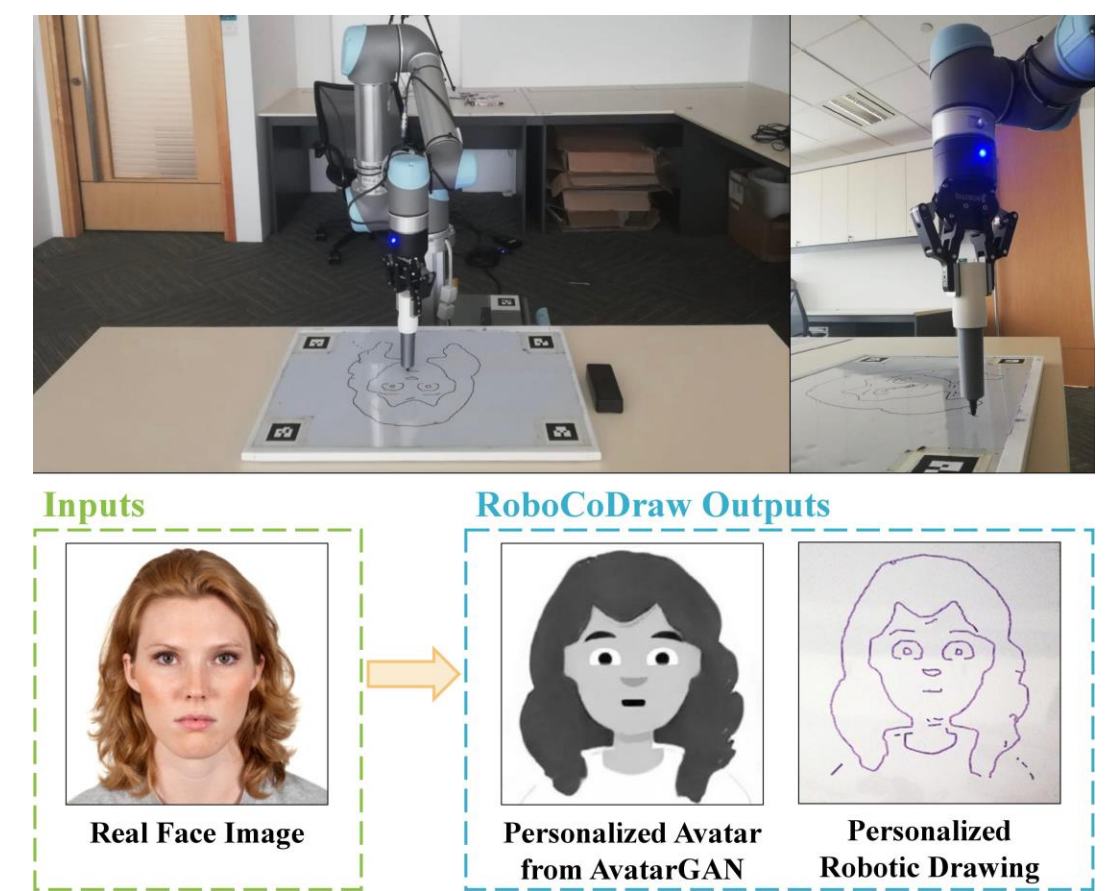 Inputs
RoboCoDraw Outputs
Real Face Image
Personalized Avatar
from AvatarGAN
Personalized
Robotic Drawing